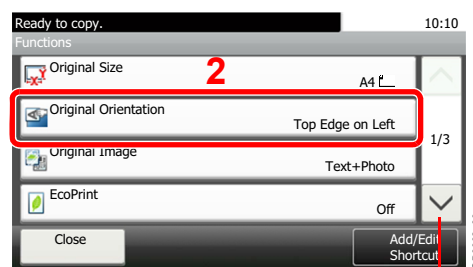 Ready to copy. 10:10
Functions
Original Size
2
A4
Original Orientation
Top Edge on Left
1/3
Original Image
Text+Photo
EcoPrint
Off
Close
Add/Edit
Shortcut